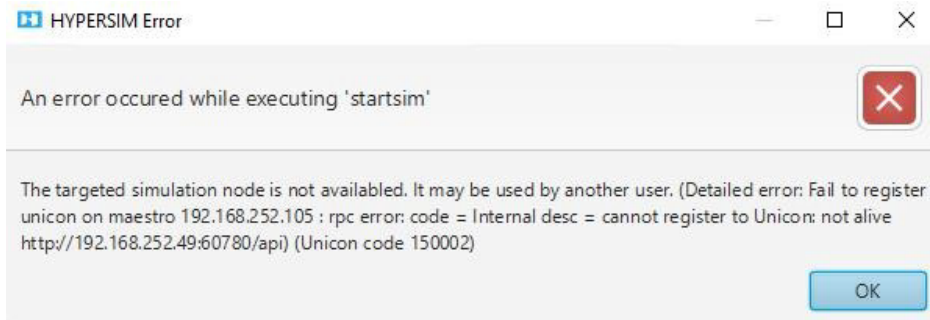 HYPERSIM Error
An error occured while executing 'startsim'
The targeted simulation node is not availabled. It may be used by another user. (Detailed error: Fail to register
unicon on maestro 192.168.252.105 : rpc error: code = Internal desc = cannot register to Unicon: not alive
http://192.168.252.49:60780/api) (Unicon code 150002)
OK